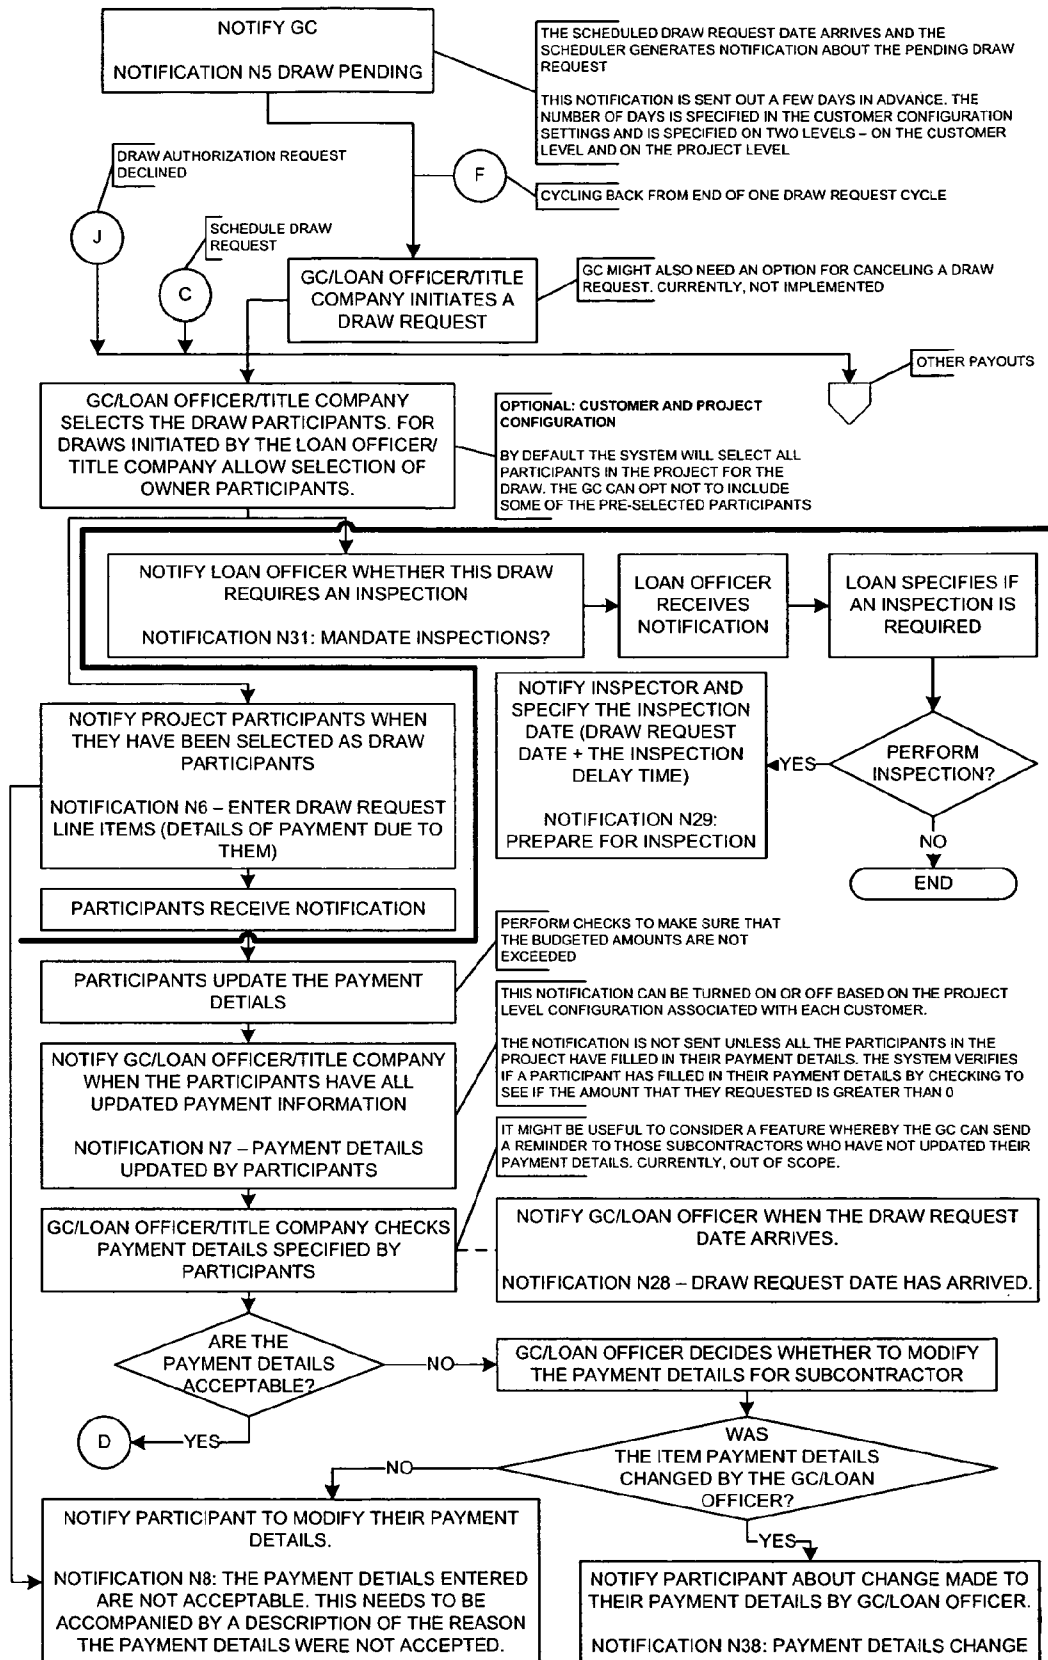 NOTIFY GC
NOTIFICATION N5 DRAW PENDING
THE SCHEDULED DRAW REQUEST DATE ARRIVES AND THE
SCHEDULER GENERATES NOTIFICATION ABOUT THE PENDING DRAW
REQUEST
THIS NOTIFICATION IS SENT OUT A FEW DAYS IN ADVANCE. THE
NUMBER OF DAYS IS SPECIFIED IN THE CUSTOMER CONFIGURATION
SETTINGS AND IS SPECIFIED ON TWO LEVELS – ON THE CUSTOMER
LEVEL AND ON THE PROJECT LEVEL
DRAW AUTHORIZATION REQUEST
DECLINED
F
CYCLING BACK FROM END OF ONE DRAW REQUEST CYCLE
J
SCHEDULE DRAW
REQUEST
C
GC/LOAN OFFICER/TITLE
COMPANY INITIATES A
DRAW REQUEST
GC MIGHT ALSO NEED AN OPTION FOR CANCELING A DRAW
REQUEST. CURRENTLY, NOT IMPLEMENTED
OTHER PAYOUTS
GC/LOAN OFFICER/TITLE COMPANY
SELECTS THE DRAW PARTICIPANTS. FOR
DRAWS INITIATED BY THE LOAN OFFICER/
TITLE COMPANY ALLOW SELECTION OF
OWNER PARTICIPANTS.
OPTIONAL: CUSTOMER AND PROJECT
CONFIGURATION
BY DEFAULT THE SYSTEM WILL SELECT ALL
PARTICIPANTS IN THE PROJECT FOR THE
DRAW. THE GC CAN OPT NOT TO INCLUDE
SOME OF THE PRE-SELECTED PARTICIPANTS
NOTIFY LOAN OFFICER WHETHER THIS DRAW
REQUIRES AN INSPECTION
NOTIFICATION N31: MANDATE INSPECTIONS?
LOAN OFFICER
RECEIVES
NOTIFICATION
LOAN SPECIFIES IF
AN INSPECTION IS
REQUIRED
NOTIFY INSPECTOR AND
SPECIFY THE INSPECTION
DATE (DRAW REQUEST
DATE + THE INSPECTION
DELAY TIME)
NOTIFICATION N29:
PREPARE FOR INSPECTION
YES
PERFORM
INSPECTION?
NO
END
NOTIFY PROJECT PARTICIPANTS WHEN
THEY HAVE BEEN SELECTED AS DRAW
PARTICIPANTS
NOTIFICATION N6 – ENTER DRAW REQUEST
LINE ITEMS (DETAILS OF PAYMENT DUE TO
THEM)
PARTICIPANTS RECEIVE NOTIFICATION
PERFORM CHECKS TO MAKE SURE THAT
THE BUDGETED AMOUNTS ARE NOT
EXCEEDED
PARTICIPANTS UPDATE THE PAYMENT
DETIALS
THIS NOTIFICATION CAN BE TURNED ON OR OFF BASED ON THE PROJECT
LEVEL CONFIGURATION ASSOCIATED WITH EACH CUSTOMER.
THE NOTIFICATION IS NOT SENT UNLESS ALL THE PARTICIPANTS IN THE
PROJECT HAVE FILLED IN THEIR PAYMENT DETAILS. THE SYSTEM VERIFIES
IF A PARTICIPANT HAS FILLED IN THEIR PAYMENT DETAILS BY CHECKING TO
SEE IF THE AMOUNT THAT THEY REQUESTED IS GREATER THAN 0
NOTIFY GC/LOAN OFFICER/TITLE COMPANY
WHEN THE PARTICIPANTS HAVE ALL
UPDATED PAYMENT INFORMATION
NOTIFICATION N7 – PAYMENT DETAILS
UPDATED BY PARTICIPANTS
IT MIGHT BE USEFUL TO CONSIDER A FEATURE WHEREBY THE GC CAN SEND
A REMINDER TO THOSE SUBCONTRACTORS WHO HAVE NOT UPDATED THEIR
PAYMENT DETAILS. CURRENTLY, OUT OF SCOPE.
GC/LOAN OFFICER/TITLE COMPANY CHECKS
PAYMENT DETAILS SPECIFIED BY
PARTICIPANTS
NOTIFY GC/LOAN OFFICER WHEN THE DRAW REQUEST
DATE ARRIVES.
NOTIFICATION N28 – DRAW REQUEST DATE HAS ARRIVED.
ARE THE
PAYMENT DETAILS
ACCEPTABLE?
NO
GC/LOAN OFFICER DECIDES WHETHER TO MODIFY
THE PAYMENT DETAILS FOR SUBCONTRACTOR
D
YES
WAS
THE ITEM PAYMENT DETAILS
CHANGED BY THE GC/LOAN
OFFICER?
NO
YES
NOTIFY PARTICIPANT TO MODIFY THEIR PAYMENT
DETAILS.
NOTIFICATION N8: THE PAYMENT DETIALS ENTERED
ARE NOT ACCEPTABLE. THIS NEEDS TO BE
ACCOMPANIED BY A DESCRIPTION OF THE REASON
THE PAYMENT DETAILS WERE NOT ACCEPTED.
NOTIFY PARTICIPANT ABOUT CHANGE MADE TO
THEIR PAYMENT DETAILS BY GC/LOAN OFFICER.
NOTIFICATION N38: PAYMENT DETAILS CHANGE